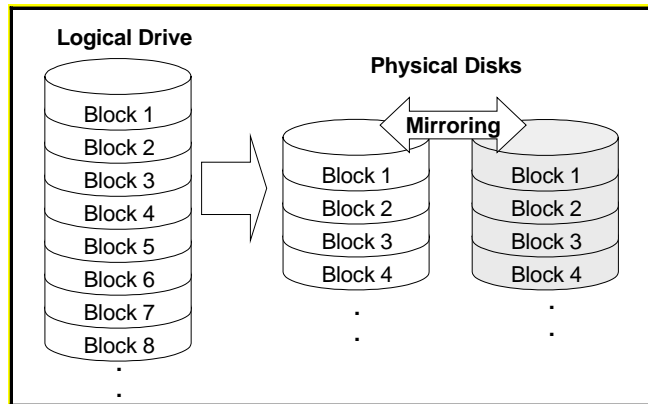 Logical Drive
Block 1
Block 2
Block 3
Block 4
Block 5
Block 6
Block 7
Block 8
.
.
Physical Disks
Mirroring
Block 1
Block 2
Block 3
Block 4
.
.
Block 1
Block 2
Block 3
Block 4
.
.